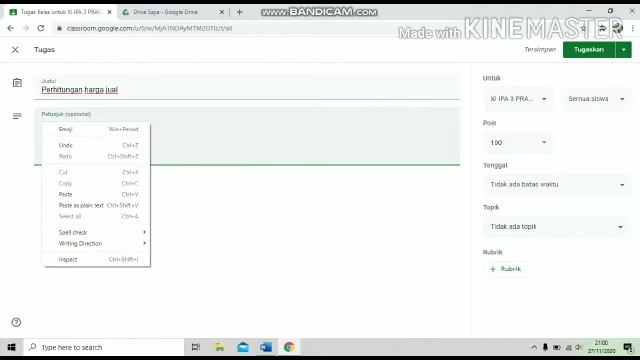 Tugas Kelas untuk XI IPA 3 PRA
Drive Saya - Google Drive
www.BANDICAM.com
Made with KINEMASTER
Tugas
Tersimpan
Tugaskan
Judul
Perhitungan harga jual
Petunjuk (opsional)
Emoji Win+Period
Undo Ctrl+Z
Redo Ctrl+Shift+Z
Cut Ctrl+X
Copy Ctrl+C
Paste Ctrl+V
Paste as plain text Ctrl+Shift+V
Select all Ctrl+A
Spell check
Writing Direction
Inspect Ctrl+Shift+I
Untuk
XI IPA 3 PRA...
Semua siswa
Poin
100
Tenggat
Tidak ada batas waktu
Topik
Tidak ada topik
Rubrik
+ Rubrik
Type here to search
21:00
27/11/2020